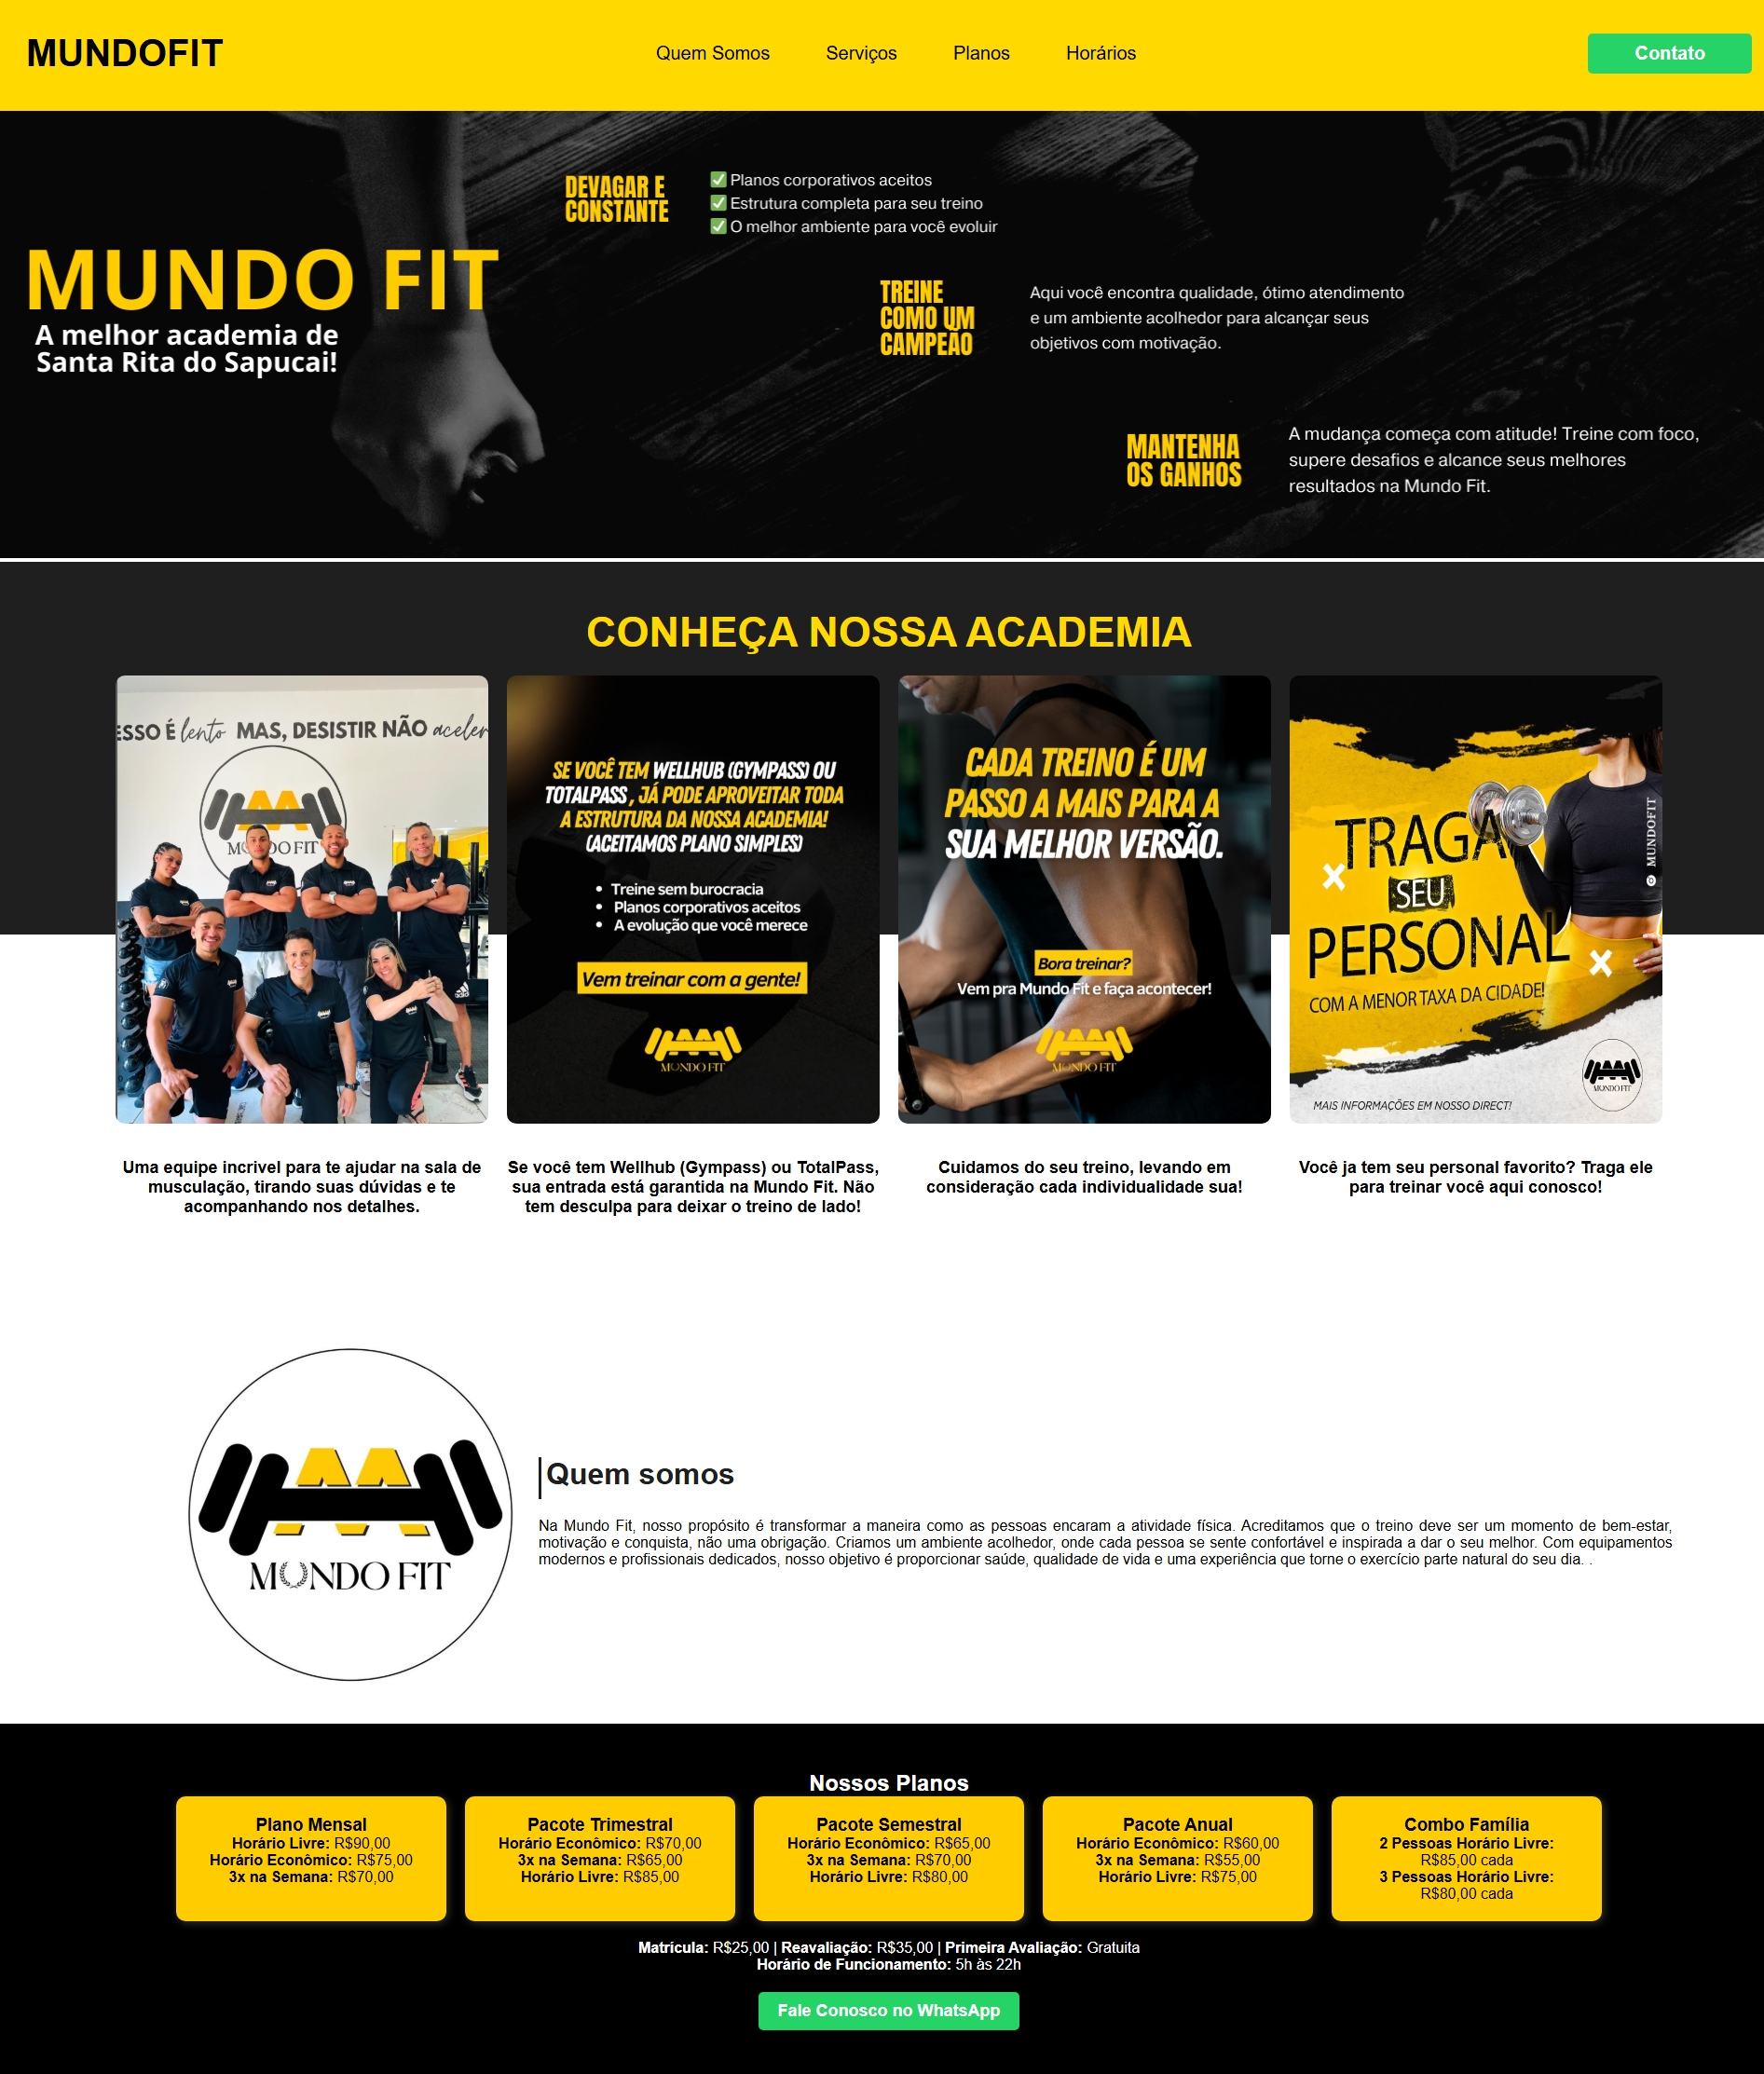 MUNDOFIT
Quem Somos
Serviços
Planos
Horários
Contato
DEVAGAR E
CONSTANTE
✅ Planos corporativos aceitos
✅ Estrutura completa para seu treino
✅ O melhor ambiente para você evoluir
MUNDO FIT
A melhor academia de
Santa Rita do Sapucai!
TREINE
COMO UM
CAMPEÃO
Aqui você encontra qualidade, ótimo atendimento
e um ambiente acolhedor para alcançar seus
objetivos com motivação.
MANTENHA
OS GANHOS
A mudança começa com atitude! Treine com foco,
supere desafios e alcance seus melhores
resultados na Mundo Fit.
CONHEÇA NOSSA ACADEMIA
ESSO É lento MAS, DESISTIR NÃO aceler
MUNDO FIT
Uma equipe incrivel para te ajudar na sala de
musculação, tirando suas dúvidas e te
acompanhando nos detalhes.
SE VOCÊ TEM WELLHUB (GYMPASS) OU
TOTALPASS, JÁ PODE APROVEITAR TODA
A ESTRUTURA DA NOSSA ACADEMIA!
(ACEITAMOS PLANO SIMPLES)
• Treine sem burocracia
• Planos corporativos aceitos
• A evolução que você merece
Vem treinar com a gente!
MUNDO FIT
Se você tem Wellhub (Gympass) ou TotalPass,
sua entrada está garantida na Mundo Fit. Não
tem desculpa para deixar o treino de lado!
CADA TREINO É UM
PASSO A MAIS PARA A
SUA MELHOR VERSÃO.
Bora treinar?
Vem pra Mundo Fit e faça acontecer!
MUNDO FIT
Cuidamos do seu treino, levando em
consideração cada individualidade sua!
TRAGA
SEU
PERSONAL
COM A MENOR TAXA DA CIDADE!
MUNDOFIT
MUNDO FIT
MAIS INFORMAÇÕES EM NOSSO DIRECT!
Você ja tem seu personal favorito? Traga ele
para treinar você aqui conosco!
MUNDO FIT
Quem somos
Na Mundo Fit, nosso propósito é transformar a maneira como as pessoas encaram a atividade física. Acreditamos que o treino deve ser um momento de bem-estar,
motivação e conquista, não uma obrigação. Criamos um ambiente acolhedor, onde cada pessoa se sente confortável e inspirada a dar o seu melhor. Com equipamentos
modernos e profissionais dedicados, nosso objetivo é proporcionar saúde, qualidade de vida e uma experiência que torne o exercício parte natural do seu dia. .
Nossos Planos
Plano Mensal
Horário Livre: R$90,00
Horário Econômico: R$75,00
3x na Semana: R$70,00
Pacote Trimestral
Horário Econômico: R$70,00
3x na Semana: R$65,00
Horário Livre: R$85,00
Pacote Semestral
Horário Econômico: R$65,00
3x na Semana: R$70,00
Horário Livre: R$80,00
Pacote Anual
Horário Econômico: R$60,00
3x na Semana: R$55,00
Horário Livre: R$75,00
Combo Família
2 Pessoas Horário Livre:
R$85,00 cada
3 Pessoas Horário Livre:
R$80,00 cada
Matrícula: R$25,00 | Reavaliação: R$35,00 | Primeira Avaliação: Gratuita
Horário de Funcionamento: 5h às 22h
Fale Conosco no WhatsApp